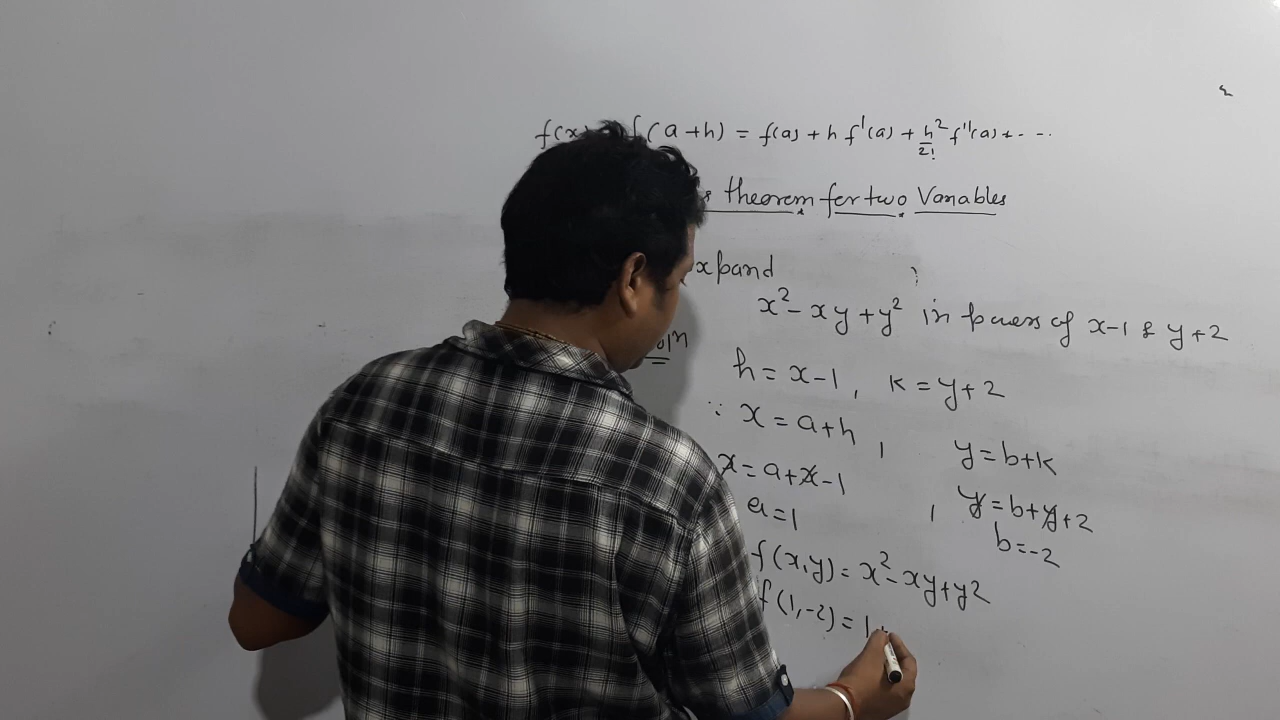 f(x) = f(a+h) = f(a) + h f'(a) + h²/2! f''(a) + - - -
theorem for two Variables
xpand
x² - xy + y² in powers of x-1 & y+2
h = x-1, k = y+2
∵ x = a+h, y = b+k
x = a+x-1, y = b+y+2
a=1 b=-2
f(x,y) = x² - xy + y²
f(1,-2) = 1